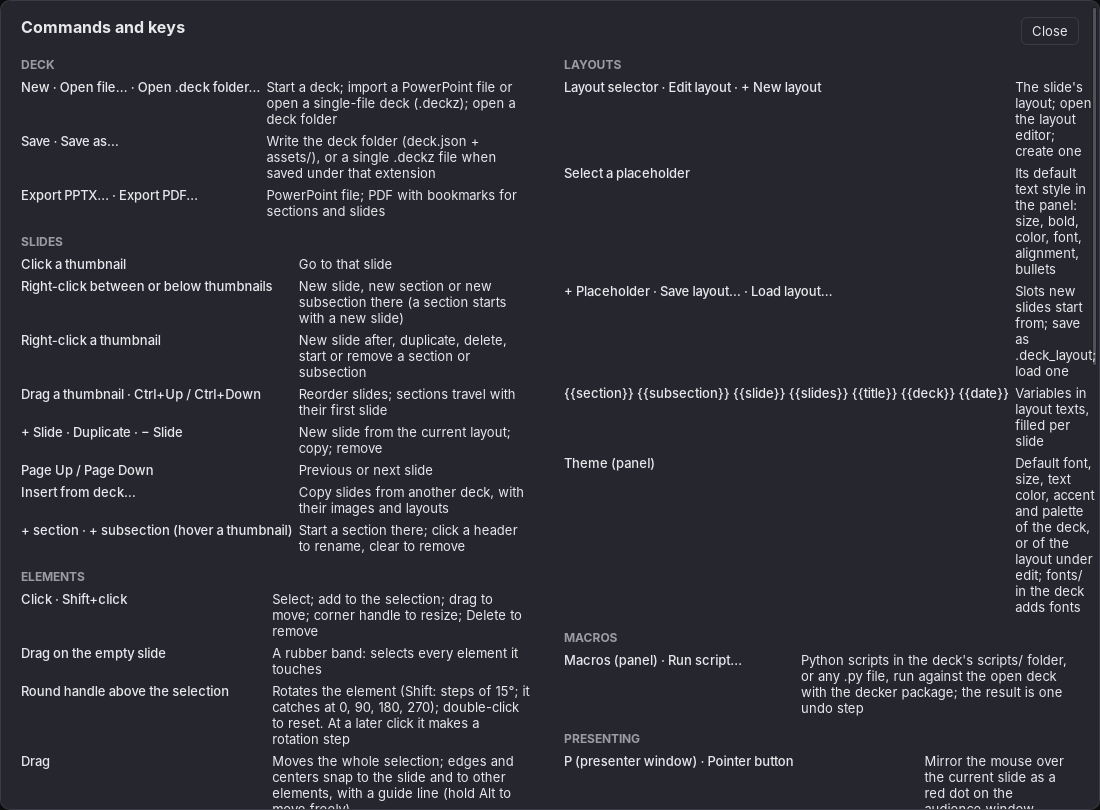 Commands and keys
Close
DECK
New · Open file... · Open .deck folder...
Start a deck; import a PowerPoint file or
open a single-file deck (.deckz); open a
deck folder
Save · Save as...
Write the deck folder (deck.json +
assets/), or a single .deckz file when
saved under that extension
Export PPTX... · Export PDF...
PowerPoint file; PDF with bookmarks for
sections and slides
SLIDES
Click a thumbnail
Go to that slide
Right-click between or below thumbnails
New slide, new section or new
subsection there (a section starts
with a new slide)
Right-click a thumbnail
New slide after, duplicate, delete,
start or remove a section or
subsection
Drag a thumbnail · Ctrl+Up / Ctrl+Down
Reorder slides; sections travel with
their first slide
+ Slide · Duplicate · − Slide
New slide from the current layout;
copy; remove
Page Up / Page Down
Previous or next slide
Insert from deck...
Copy slides from another deck, with
their images and layouts
+ section · + subsection (hover a thumbnail)
Start a section there; click a header
to rename, clear to remove
ELEMENTS
Click · Shift+click
Select; add to the selection; drag to
move; corner handle to resize; Delete to
remove
Drag on the empty slide
A rubber band: selects every element it
touches
Round handle above the selection
Rotates the element (Shift: steps of 15°; it
catches at 0, 90, 180, 270); double-click
to reset. At a later click it makes a
rotation step
Drag
Moves the whole selection; edges and
centers snap to the slide and to other
elements, with a guide line (hold Alt to
move freely)
LAYOUTS
Layout selector · Edit layout · + New layout
The slide's
layout; open
the layout
editor;
create one
Select a placeholder
Its default
text style in
the panel:
size, bold,
color, font,
alignment,
bullets
+ Placeholder · Save layout... · Load layout...
Slots new
slides start
from; save
as
.deck_layout;
load one
{{section}} {{subsection}} {{slide}} {{slides}} {{title}} {{deck}} {{date}}
Variables in
layout texts,
filled per
slide
Theme (panel)
Default font,
size, text
color, accent
and palette
of the deck,
or of the
layout under
edit; fonts/
in the deck
adds fonts
MACROS
Macros (panel) · Run script...
Python scripts in the deck's scripts/ folder,
or any .py file, run against the open deck
with the decker package; the result is one
undo step
PRESENTING
P (presenter window) · Pointer button
Mirror the mouse over
the current slide as a
red dot on the
audience window